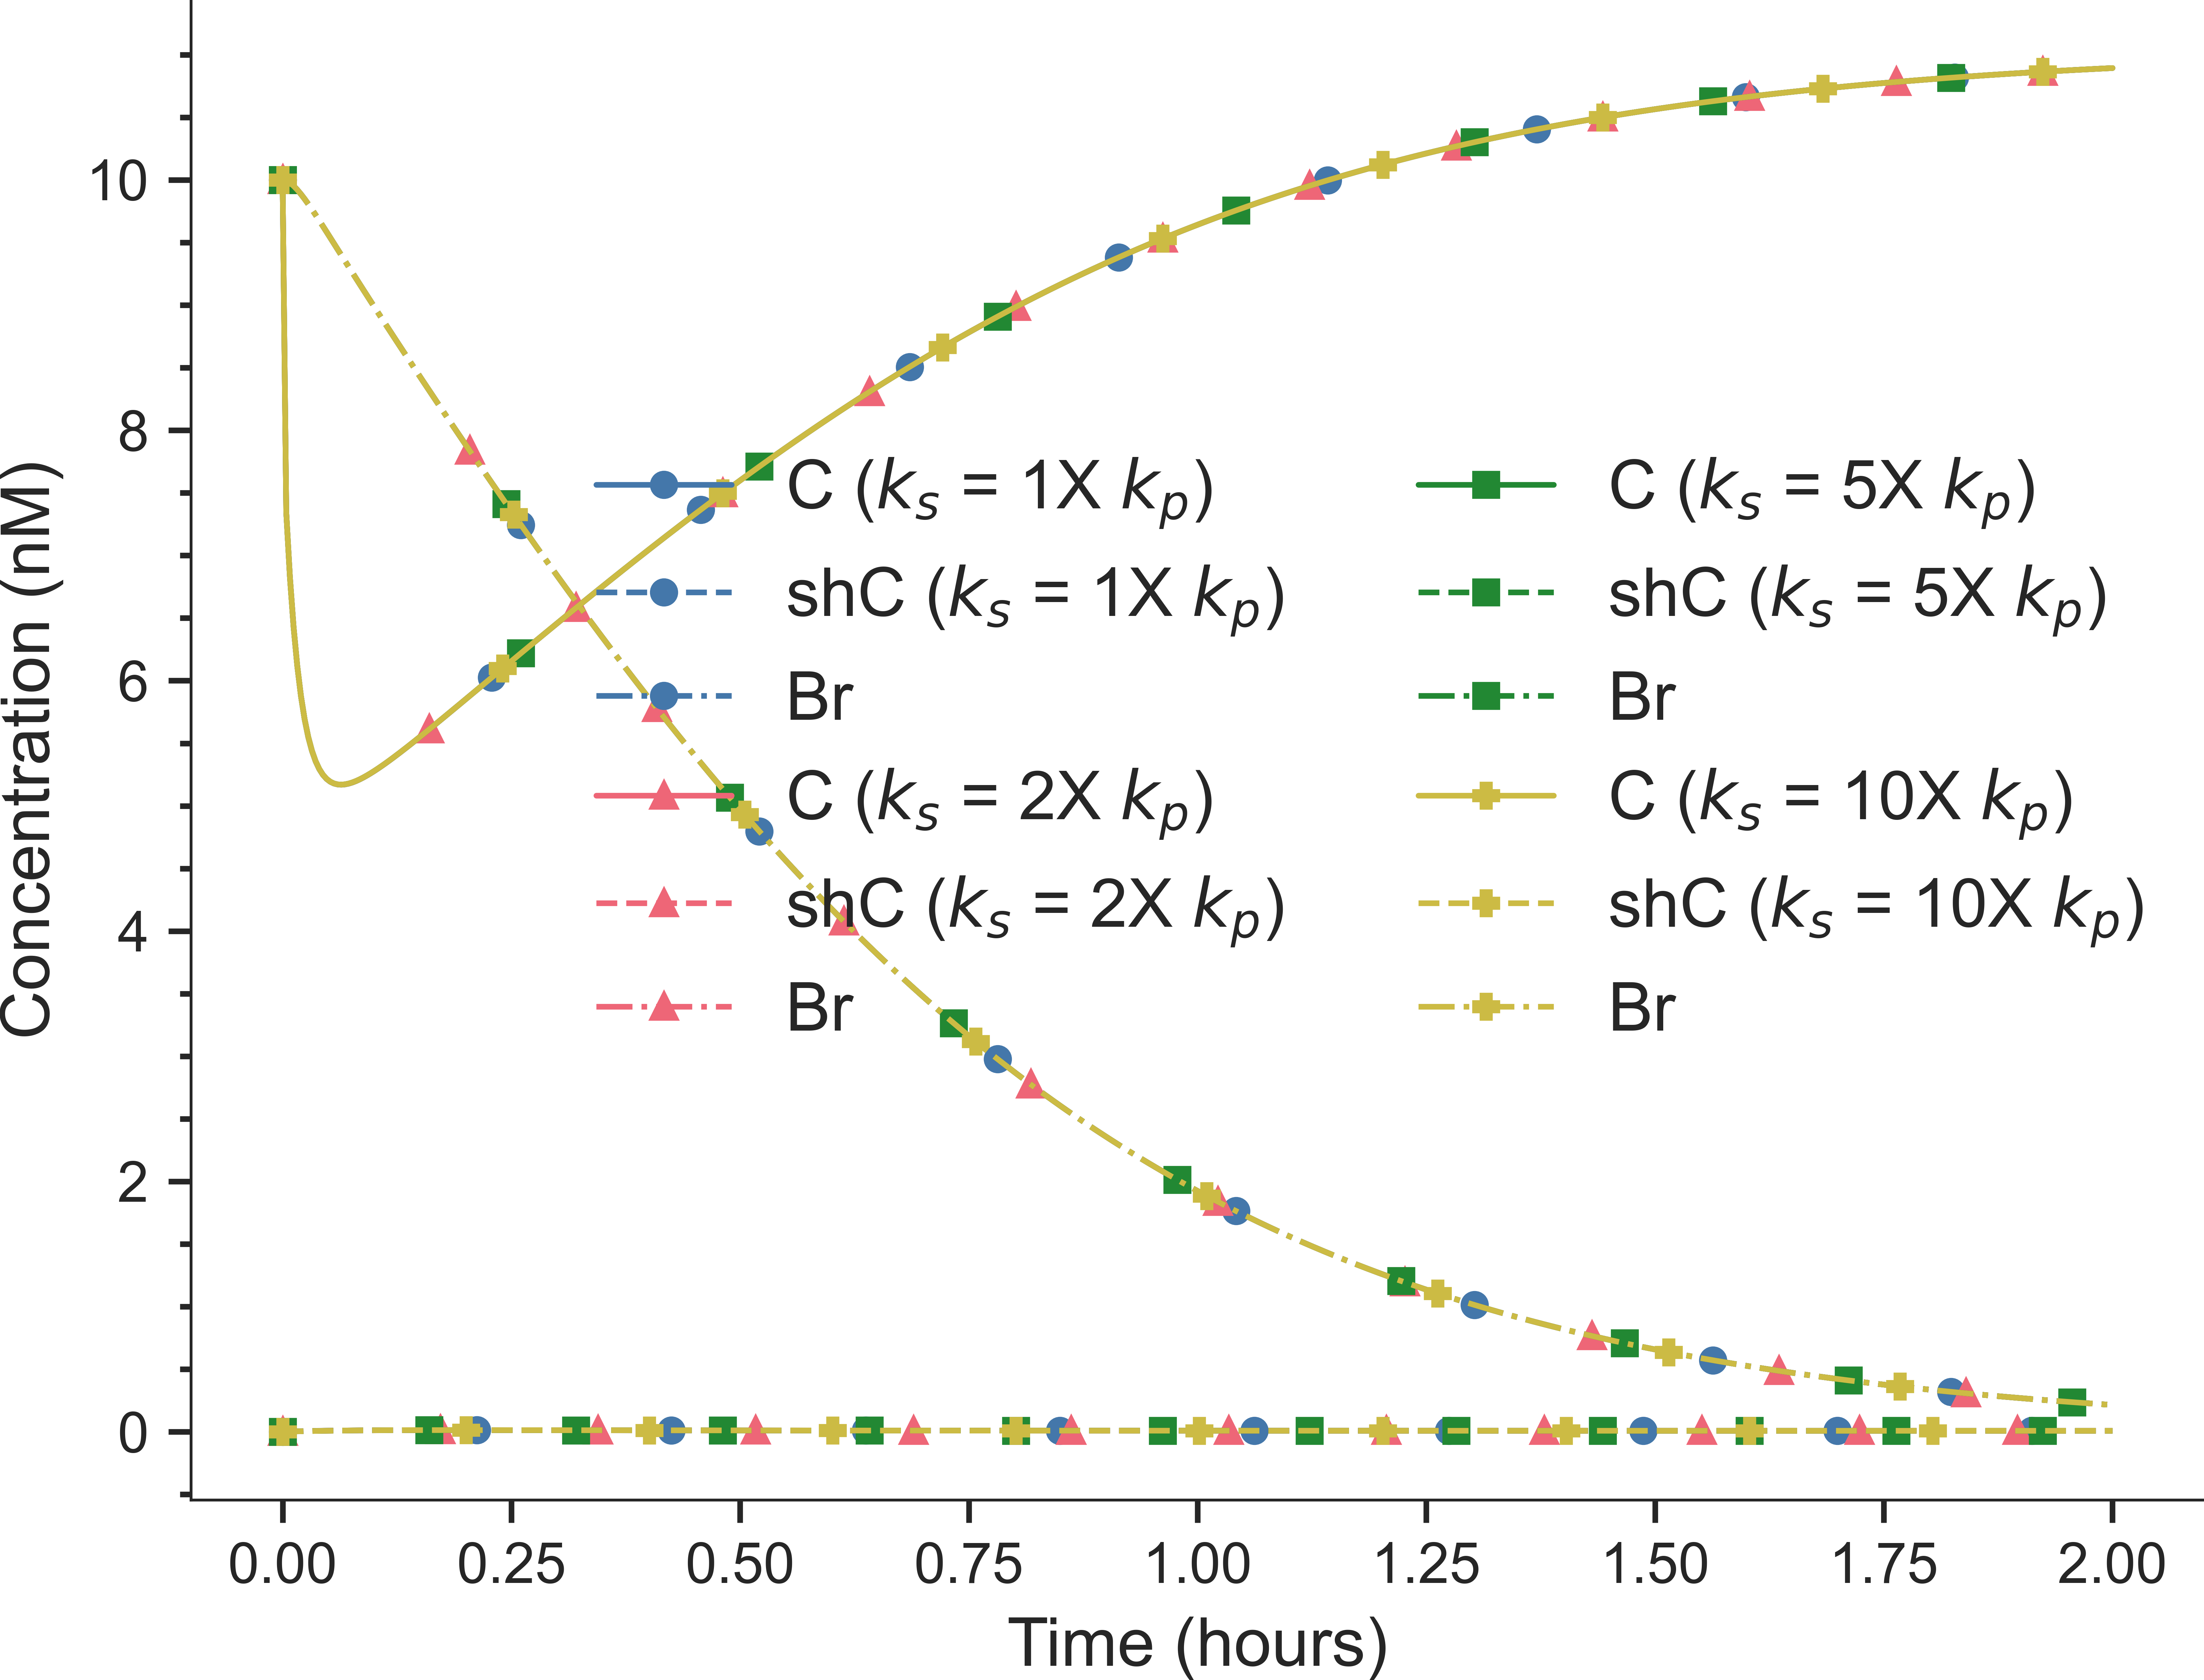 Concentration (nM)
10
8
6
4
2
0
C (ks = 1X kp)
shC (ks = 1X kp)
Br
C (ks = 2X kp)
shC (ks = 2X kp)
Br
C (ks = 5X kp)
shC (ks = 5X kp)
Br
C (ks = 10X kp)
shC (ks = 10X kp)
Br
0.00 0.25 0.50 0.75 1.00 1.25 1.50 1.75 2.00
Time (hours)